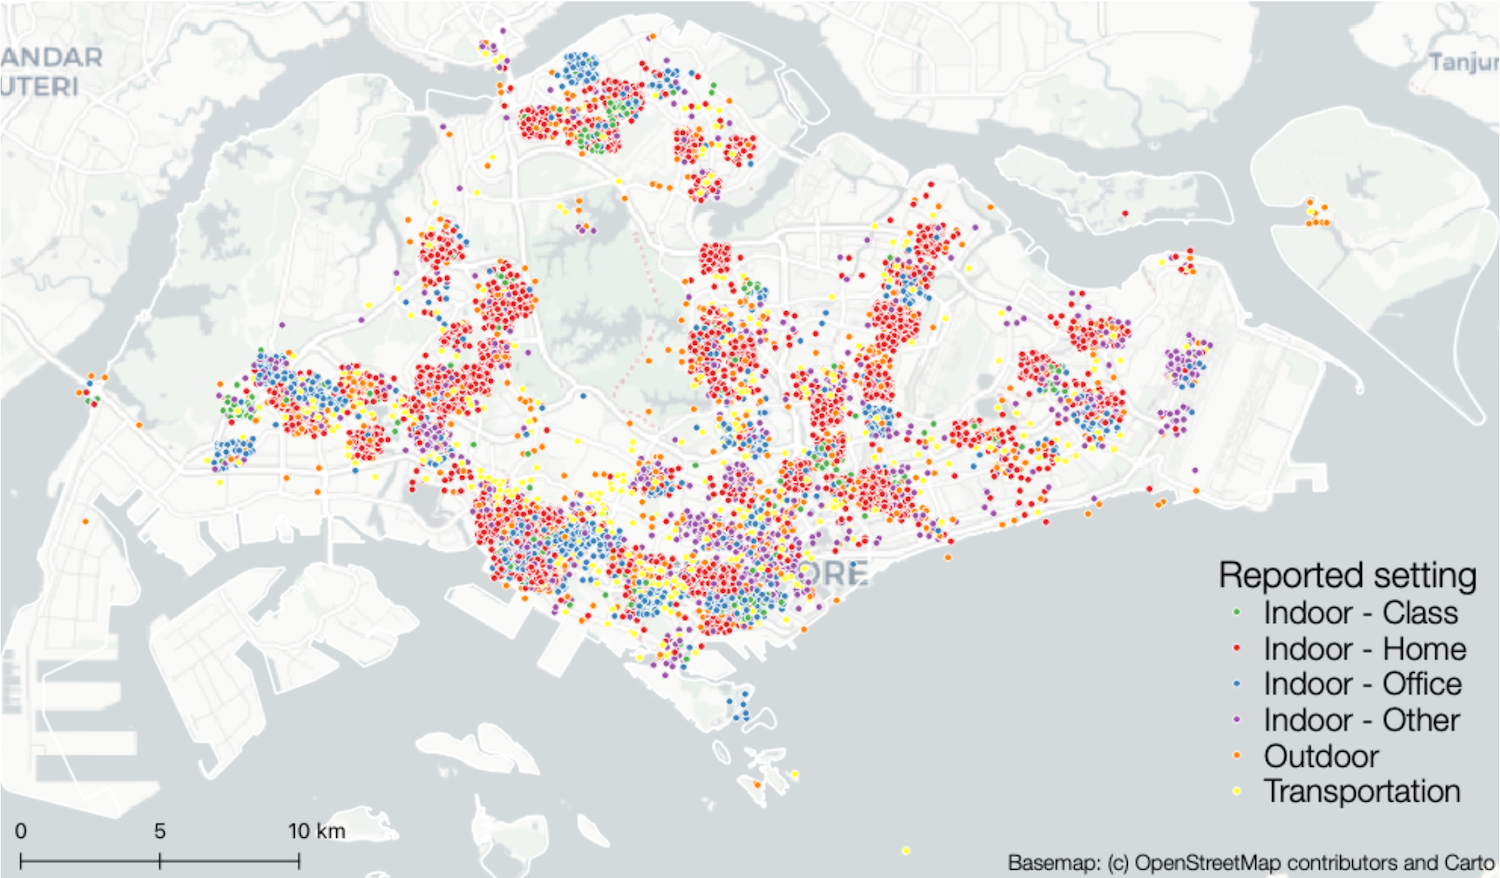 ANDAR
UTERI
Tanjur
ORE
Reported setting
Indoor - Class
Indoor - Home
Indoor - Office
Indoor - Other
Outdoor
Transportation
0 5 10 km
Basemap: (c) OpenStreetMap contributors and Carto